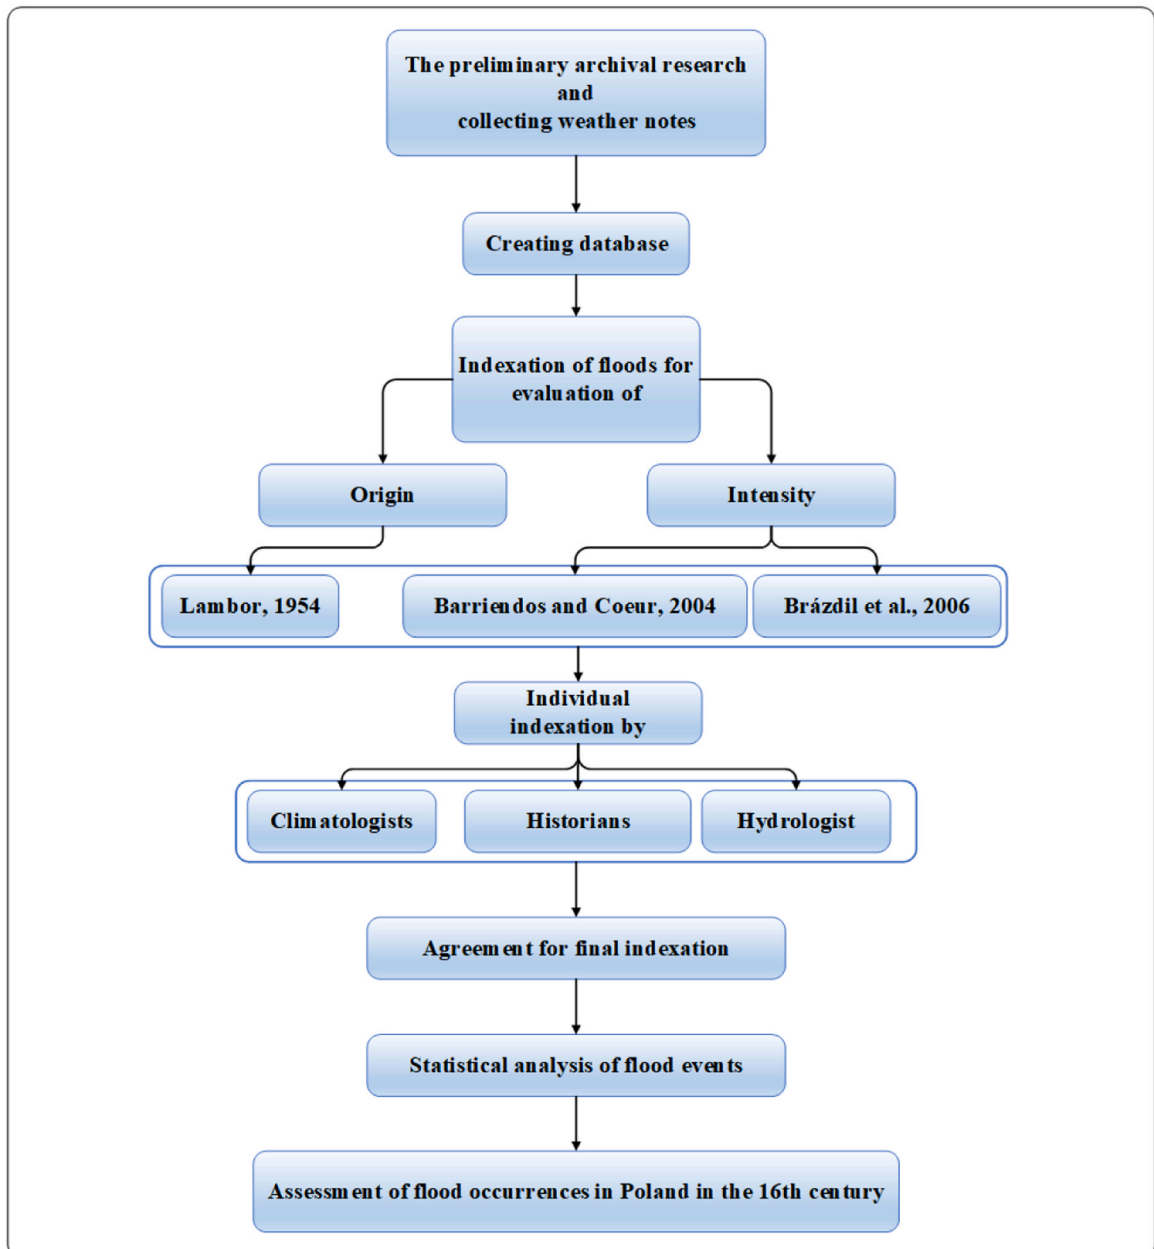 The preliminary archival research
and
collecting weather notes
Creating database
Indexation of floods for
evaluation of
Origin
Intensity
Lambor, 1954
Barriendos and Coeur, 2004
Brázdil et al., 2006
Individual
indexation by
Climatologists
Historians
Hydrologist
Agreement for final indexation
Statistical analysis of flood events
Assessment of flood occurrences in Poland in the 16th century